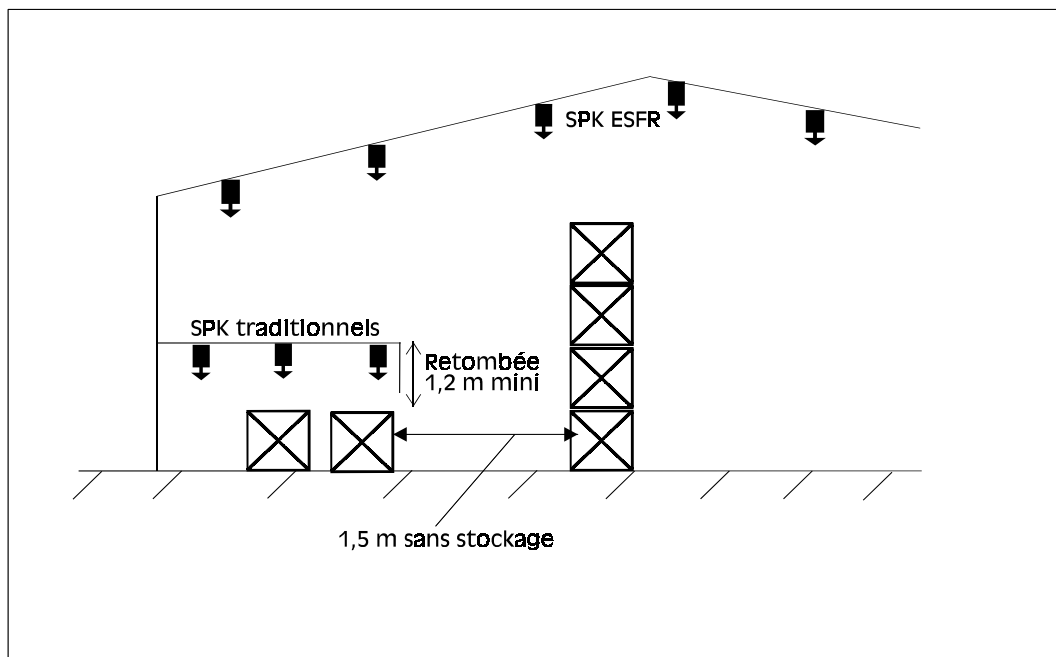 SPK ESFR
SPK traditionnels
Retombée
1,2 m mini
1,5 m sans stockage